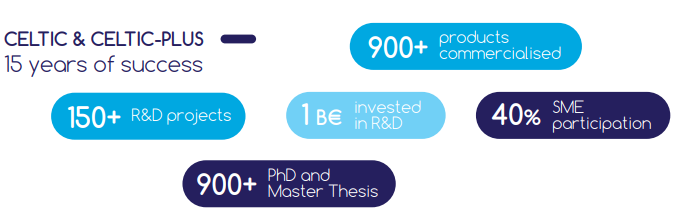 CELTIC & CELTIC-PLUS
15 years of success
900+ products
commercialised
150+ R&D projects
1 B€ invested
in R&D
40% SME
participation
900+ PhD and
Master Thesis